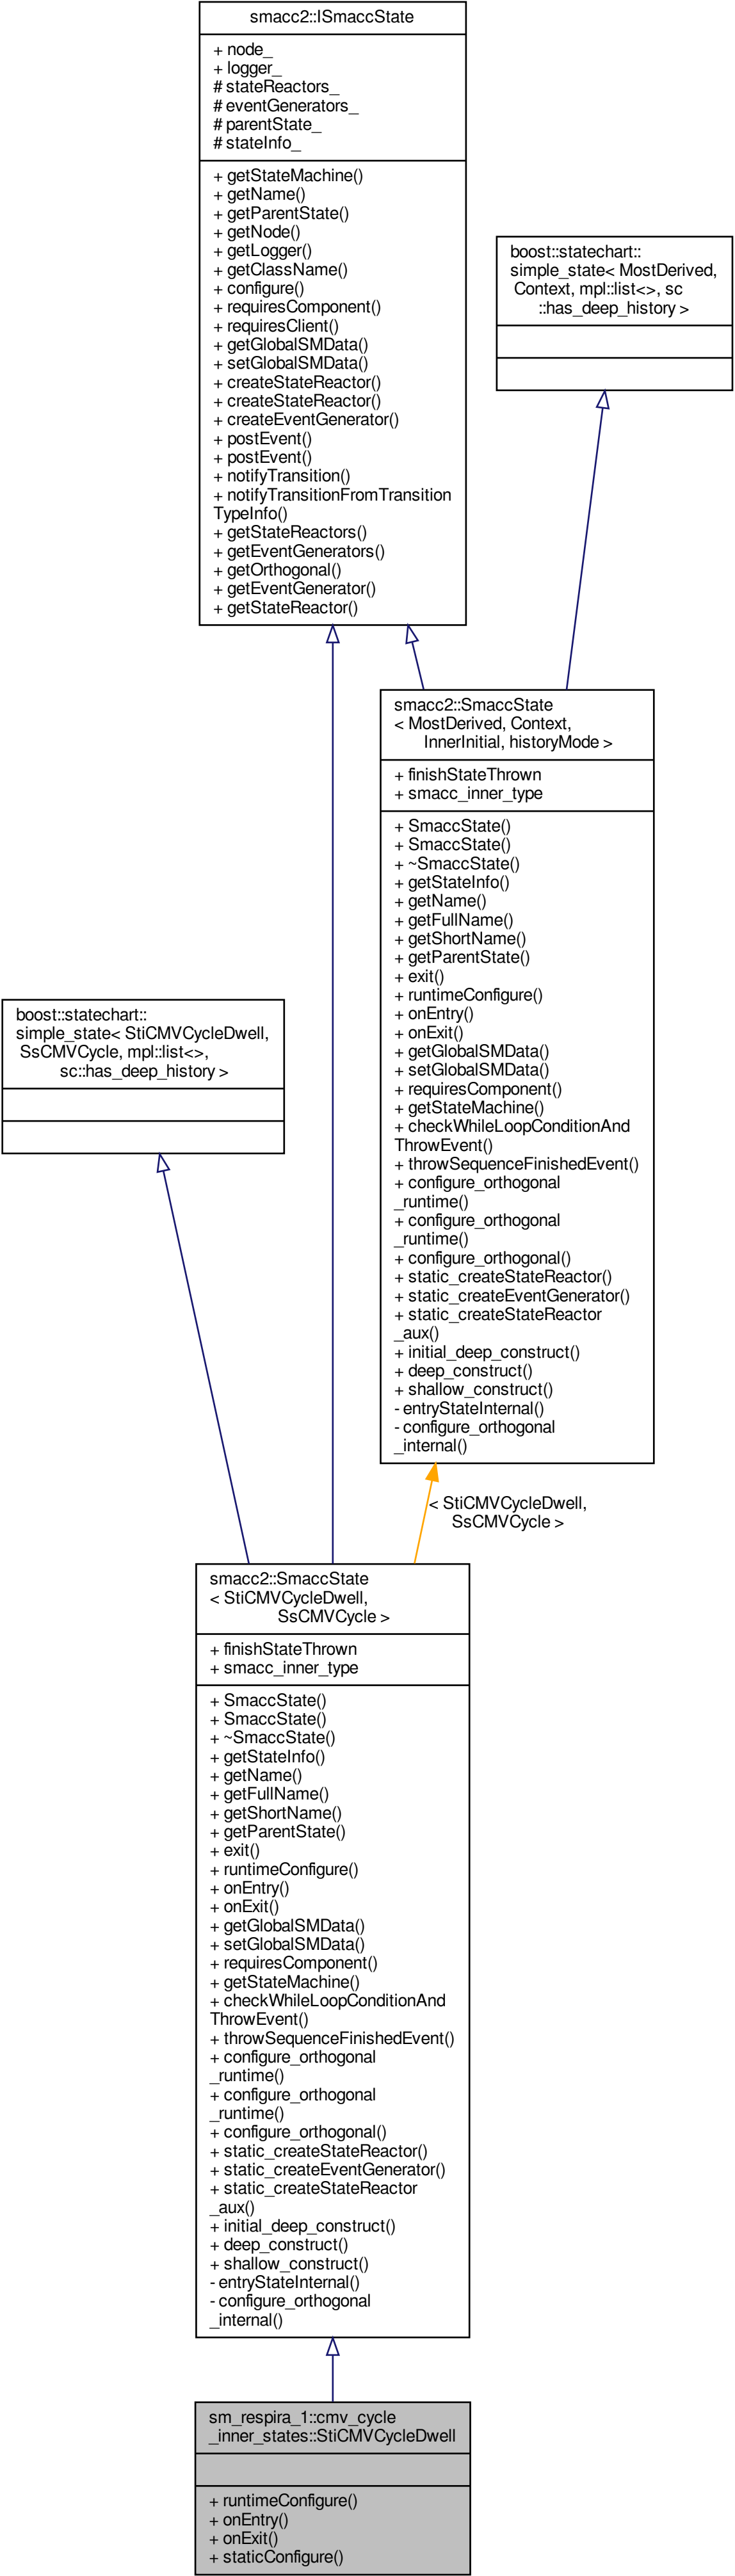 smacc2::ISmaccState
+ node_
+ logger_
# stateReactors_
# eventGenerators_
# parentState_
# stateInfo_
+ getStateMachine()
+ getName()
+ getParentState()
+ getNode()
+ getLogger()
+ getClassName()
+ configure()
+ requiresComponent()
+ requiresClient()
+ getGlobalSMData()
+ setGlobalSMData()
+ createStateReactor()
+ createStateReactor()
+ createEventGenerator()
+ postEvent()
+ postEvent()
+ notifyTransition()
+ notifyTransitionFromTransition
TypeInfo()
+ getStateReactors()
+ getEventGenerators()
+ getOrthogonal()
+ getEventGenerator()
+ getStateReactor()
boost::statechart::
simple_state< MostDerived,
Context, mpl::list<>, sc
::has_deep_history >
smacc2::SmaccState
< MostDerived, Context,
InnerInitial, historyMode >
+ finishStateThrown
+ smacc_inner_type
+ SmaccState()
+ SmaccState()
+ ~SmaccState()
+ getStateInfo()
+ getName()
+ getFullName()
+ getShortName()
+ getParentState()
+ exit()
+ runtimeConfigure()
+ onEntry()
+ onExit()
+ getGlobalSMData()
+ setGlobalSMData()
+ requiresComponent()
+ getStateMachine()
+ checkWhileLoopConditionAnd
ThrowEvent()
+ throwSequenceFinishedEvent()
+ configure_orthogonal
_runtime()
+ configure_orthogonal
_runtime()
+ configure_orthogonal()
+ static_createStateReactor()
+ static_createEventGenerator()
+ static_createStateReactor
_aux()
+ initial_deep_construct()
+ deep_construct()
+ shallow_construct()
- entryStateInternal()
- configure_orthogonal
_internal()
boost::statechart::
simple_state< StiCMVCycleDwell,
SsCMVCycle, mpl::list<>,
sc::has_deep_history >
< StiCMVCycleDwell,
SsCMVCycle >
smacc2::SmaccState
< StiCMVCycleDwell,
SsCMVCycle >
+ finishStateThrown
+ smacc_inner_type
+ SmaccState()
+ SmaccState()
+ ~SmaccState()
+ getStateInfo()
+ getName()
+ getFullName()
+ getShortName()
+ getParentState()
+ exit()
+ runtimeConfigure()
+ onEntry()
+ onExit()
+ getGlobalSMData()
+ setGlobalSMData()
+ requiresComponent()
+ getStateMachine()
+ checkWhileLoopConditionAnd
ThrowEvent()
+ throwSequenceFinishedEvent()
+ configure_orthogonal
_runtime()
+ configure_orthogonal
_runtime()
+ configure_orthogonal()
+ static_createStateReactor()
+ static_createEventGenerator()
+ static_createStateReactor
_aux()
+ initial_deep_construct()
+ deep_construct()
+ shallow_construct()
- entryStateInternal()
- configure_orthogonal
_internal()
sm_respira_1::cmv_cycle
_inner_states::StiCMVCycleDwell
+ runtimeConfigure()
+ onEntry()
+ onExit()
+ staticConfigure()